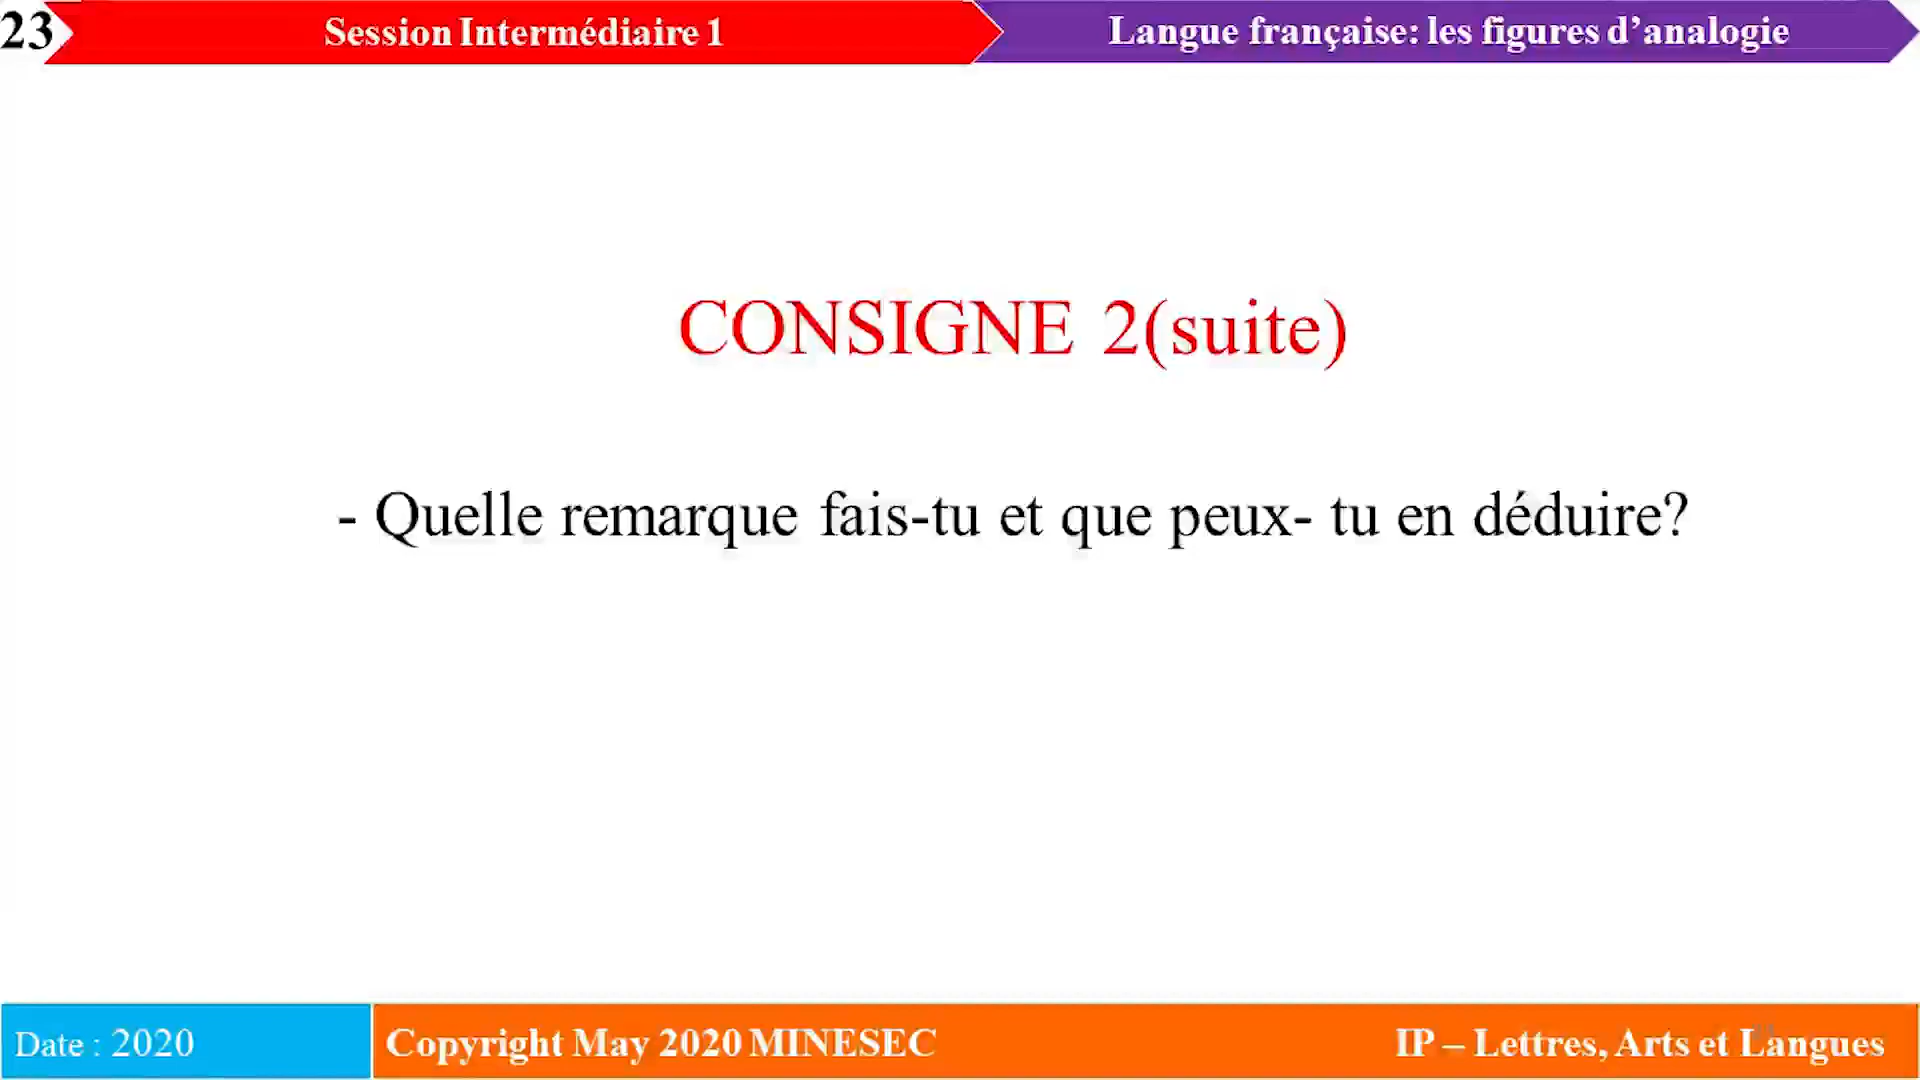 23
Session Intermédiaire 1
Langue française: les figures d’analogie
CONSIGNE 2(suite)
- Quelle remarque fais-tu et que peux- tu en déduire?
Date : 2020
Copyright May 2020 MINESEC
IP – Lettres, Arts et Langues